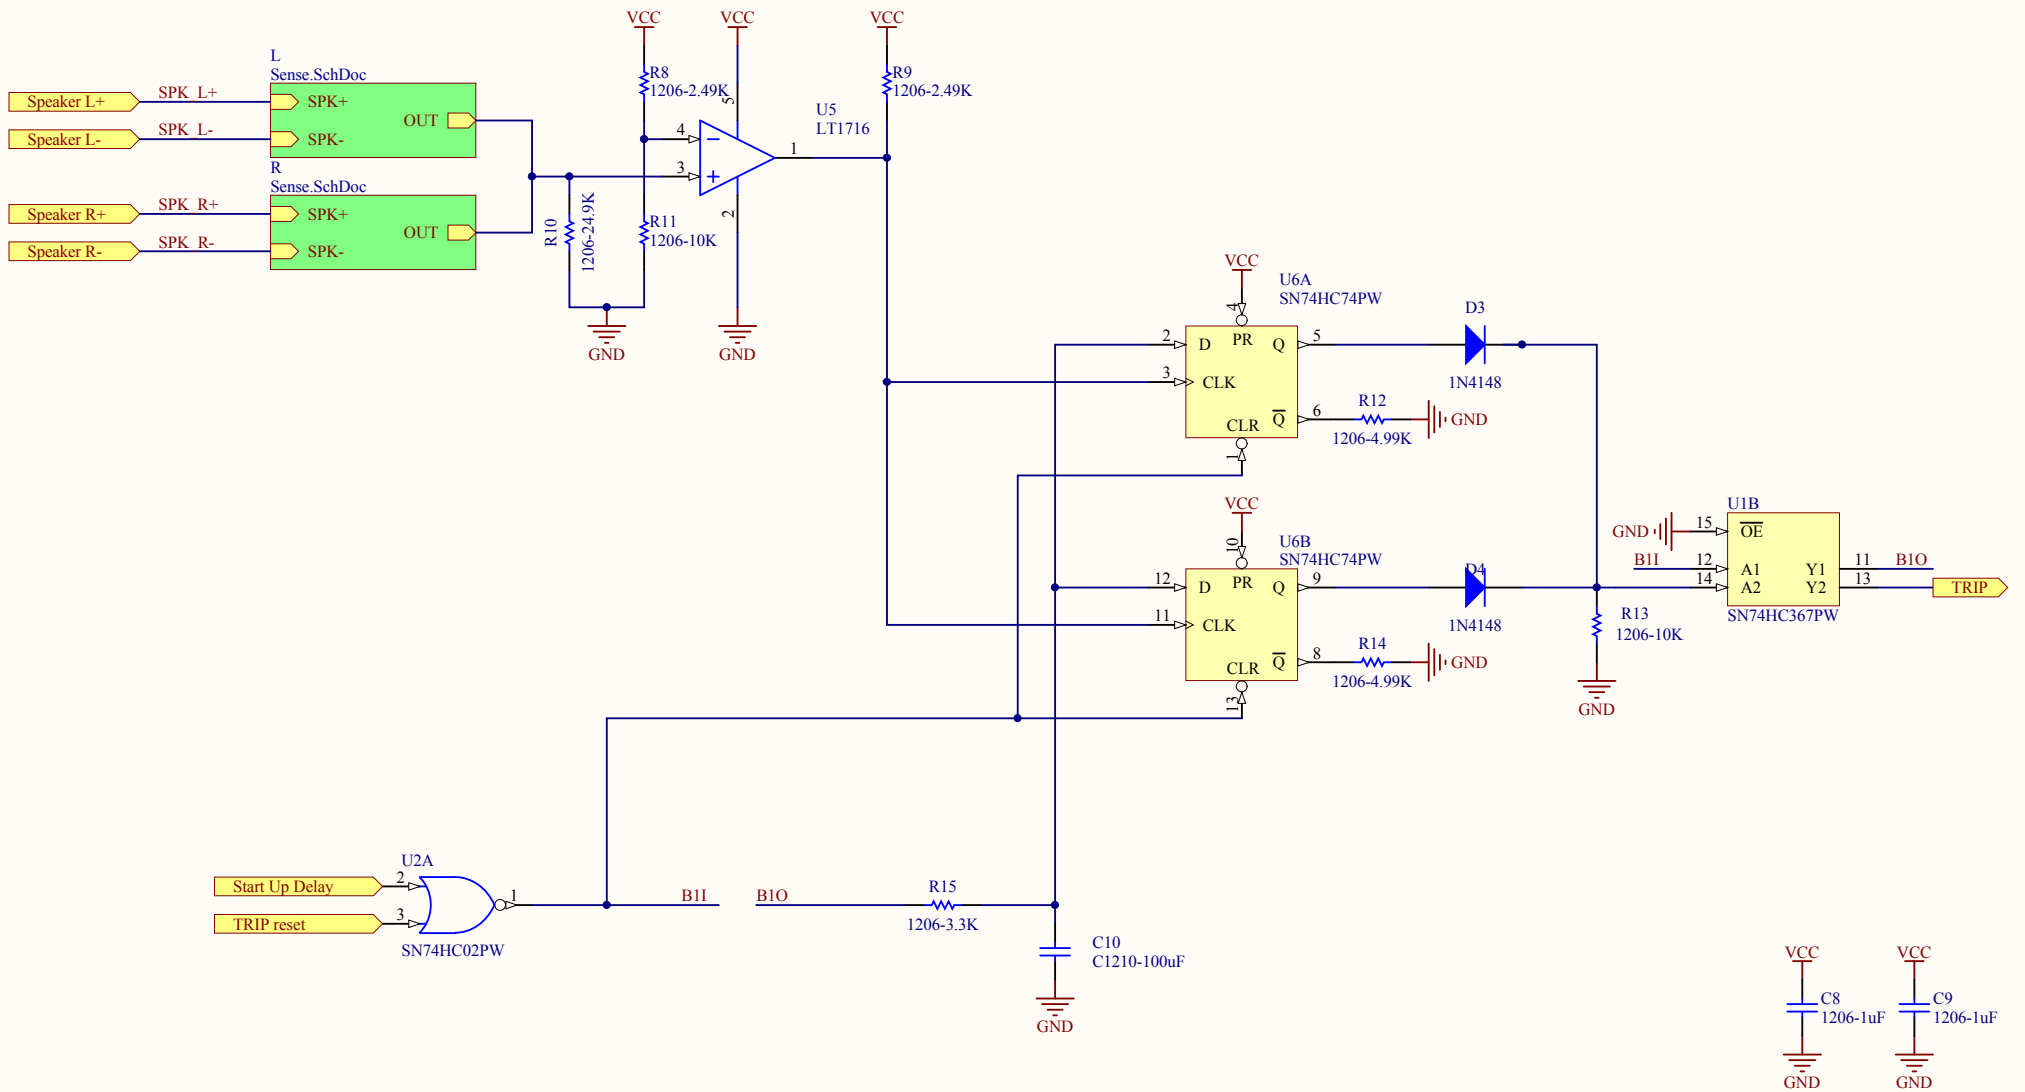 VCC
VCC
VCC
L
Sense.SchDoc
Speaker L+
SPK L+
SPK+
OUT
Speaker L-
SPK L-
SPK-
R
Sense.SchDoc
Speaker R+
SPK R+
SPK+
OUT
Speaker R-
SPK R-
SPK-
R8
1206-2.49K
5
R9
1206-2.49K
U5
LT1716
4
3
1
2
R10
1206-24.9K
R11
1206-10K
GND
GND
VCC
4
U6A
SN74HC74PW
2
D
PR
Q
5
3
CLK
CLR
Q
6
1
D3
1N4148
R12
1206-4.99K
GND
VCC
10
U6B
SN74HC74PW
12
D
PR
Q
9
11
CLK
CLR
Q
8
13
D4
1N4148
R14
1206-4.99K
GND
R13
1206-10K
GND
U1B
GND
15
OE
B1I
12
A1
Y1
11
B1O
14
A2
Y2
13
TRIP
SN74HC367PW
U2A
Start Up Delay
2
TRIP reset
3
1
SN74HC02PW
B1I
B1O
R15
1206-3.3K
C10
C1210-100uF
GND
VCC
C8
1206-1uF
GND
VCC
C9
1206-1uF
GND